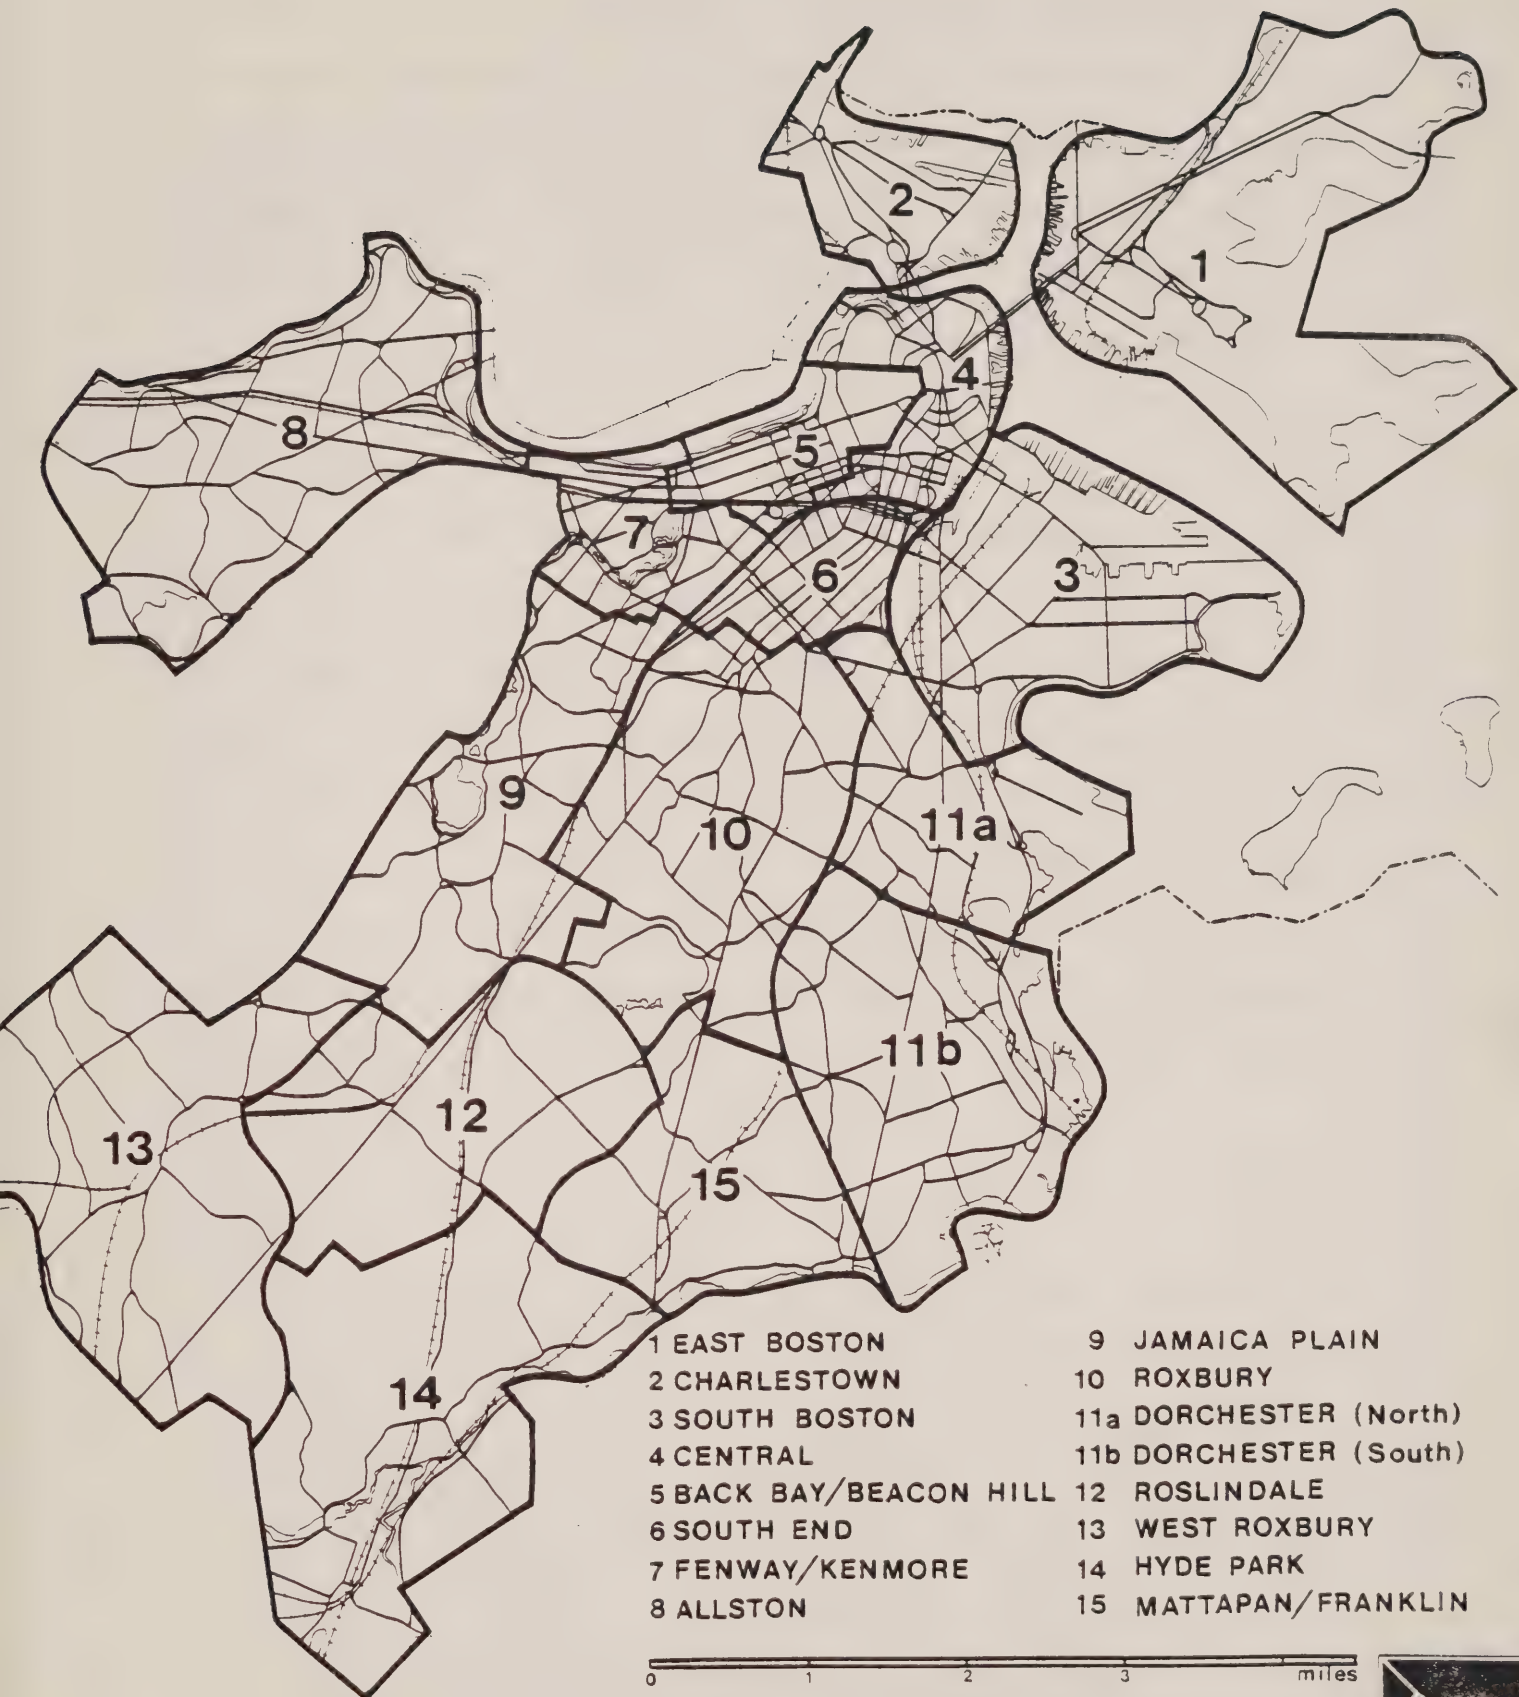 2
1
4
8
5
7
6
3
9
10
11a
11b
12
13
15
14
1 EAST BOSTON
2 CHARLESTOWN
3 SOUTH BOSTON
4 CENTRAL
5 BACK BAY/BEACON HILL
6 SOUTH END
7 FENWAY/KENMORE
8 ALLSTON
9 JAMAICA PLAIN
10 ROXBURY
11a DORCHESTER (North)
11b DORCHESTER (South)
12 ROSLINDALE
13 WEST ROXBURY
14 HYDE PARK
15 MATTAPAN/FRANKLIN
0 1 2 3 miles